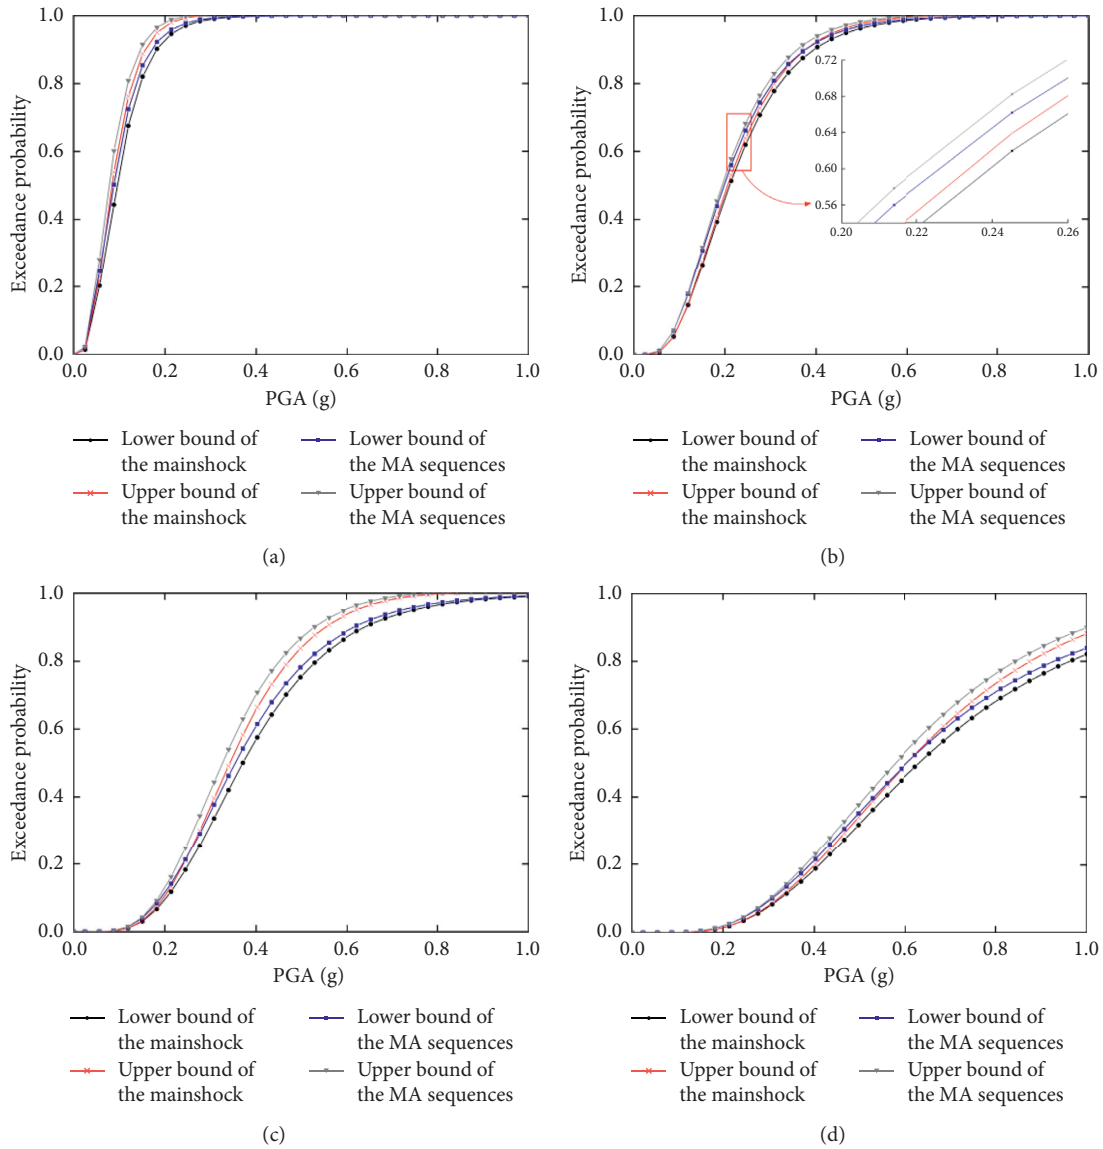 Exceedance probability
1.0
0.8
0.6
0.4
0.2
0.0
0.0 0.2 0.4 0.6 0.8 1.0
PGA (g)
Lower bound of
the mainshock
Upper bound of
the mainshock
Lower bound of
the MA sequences
Upper bound of
the MA sequences
(a)
Exceedance probability
1.0
0.8
0.6
0.4
0.2
0.0
0.72
0.68
0.64
0.60
0.56
0.20 0.22 0.24 0.26
0.0 0.2 0.4 0.6 0.8 1.0
PGA (g)
Lower bound of
the mainshock
Upper bound of
the mainshock
Lower bound of
the MA sequences
Upper bound of
the MA sequences
(b)
Exceedance probability
1.0
0.8
0.6
0.4
0.2
0.0
0.0 0.2 0.4 0.6 0.8 1.0
PGA (g)
Lower bound of
the mainshock
Upper bound of
the mainshock
Lower bound of
the MA sequences
Upper bound of
the MA sequences
(c)
Exceedance probability
1.0
0.8
0.6
0.4
0.2
0.0
0.0 0.2 0.4 0.6 0.8 1.0
PGA (g)
Lower bound of
the mainshock
Upper bound of
the mainshock
Lower bound of
the MA sequences
Upper bound of
the MA sequences
(d)